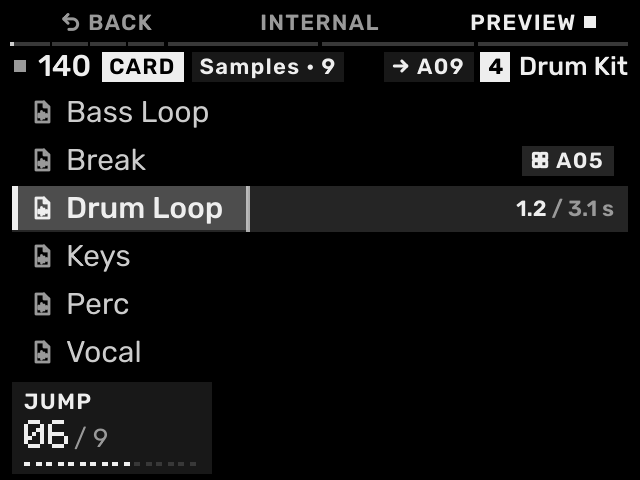 BACK INTERNAL PREVIEW
140 CARD Samples • 9 → A09 4 Drum Kit
Bass Loop
Break A05
Drum Loop 1.2 / 3.1 s
Keys
Perc
Vocal
JUMP
06 / 9